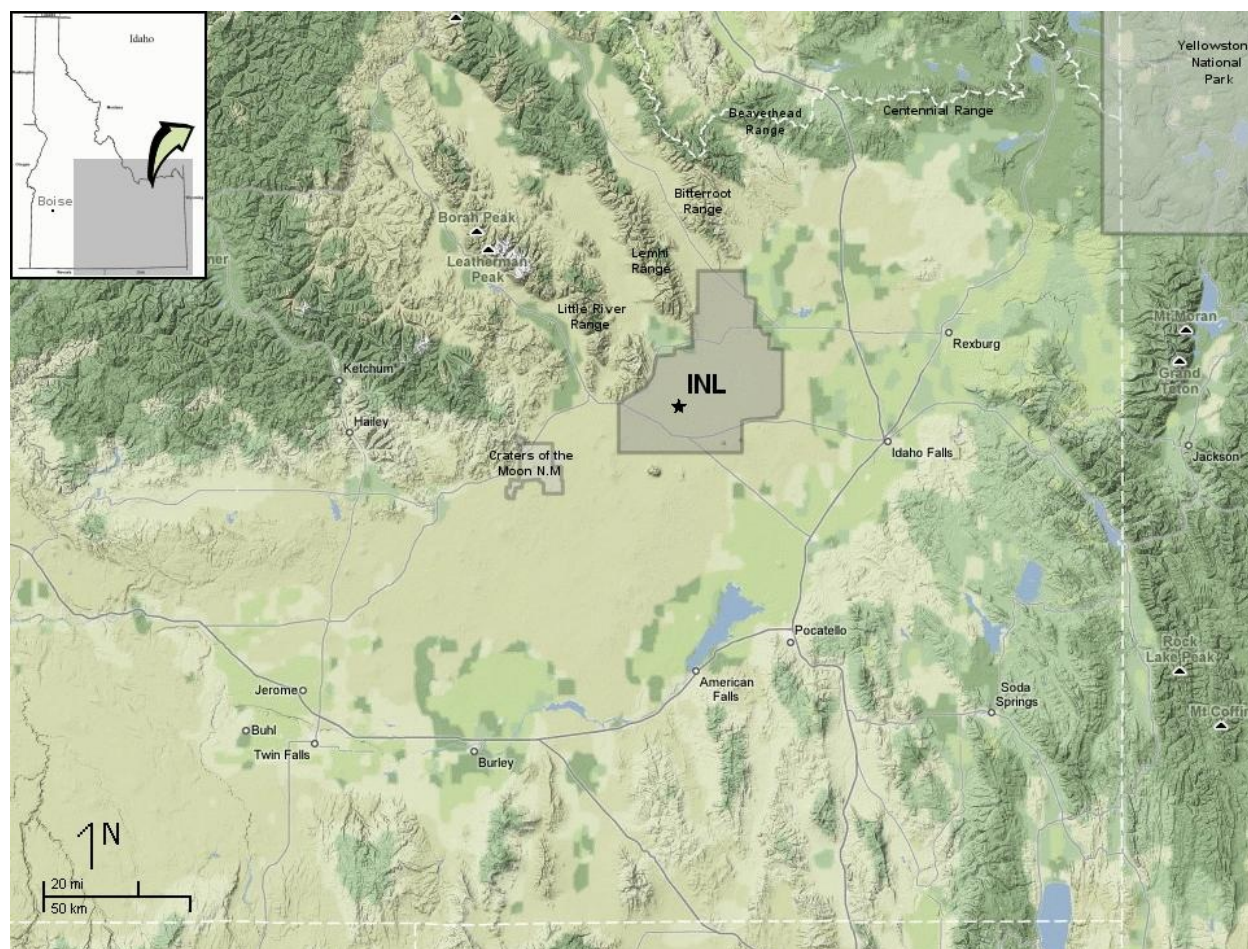 Idaho
Boise
Yellowston
National
Park
Beaverhead
Range
Centennial Range
Bitterroot
Range
Borah Peak
Leatherman
Peak
Lemhi
Range
Little River
Range
ner
Mt Moran
Rexburg
Grand
Teton
Ketchum
INL
Hailey
Idaho Falls
Jackson
Craters of the
Moon N.M
Pocatello
Rock
Lake Peak
American
Falls
Soda
Springs
Jerome
Mt Coffin
Buhl
Twin Falls
Burley
N
20 mi
50 km